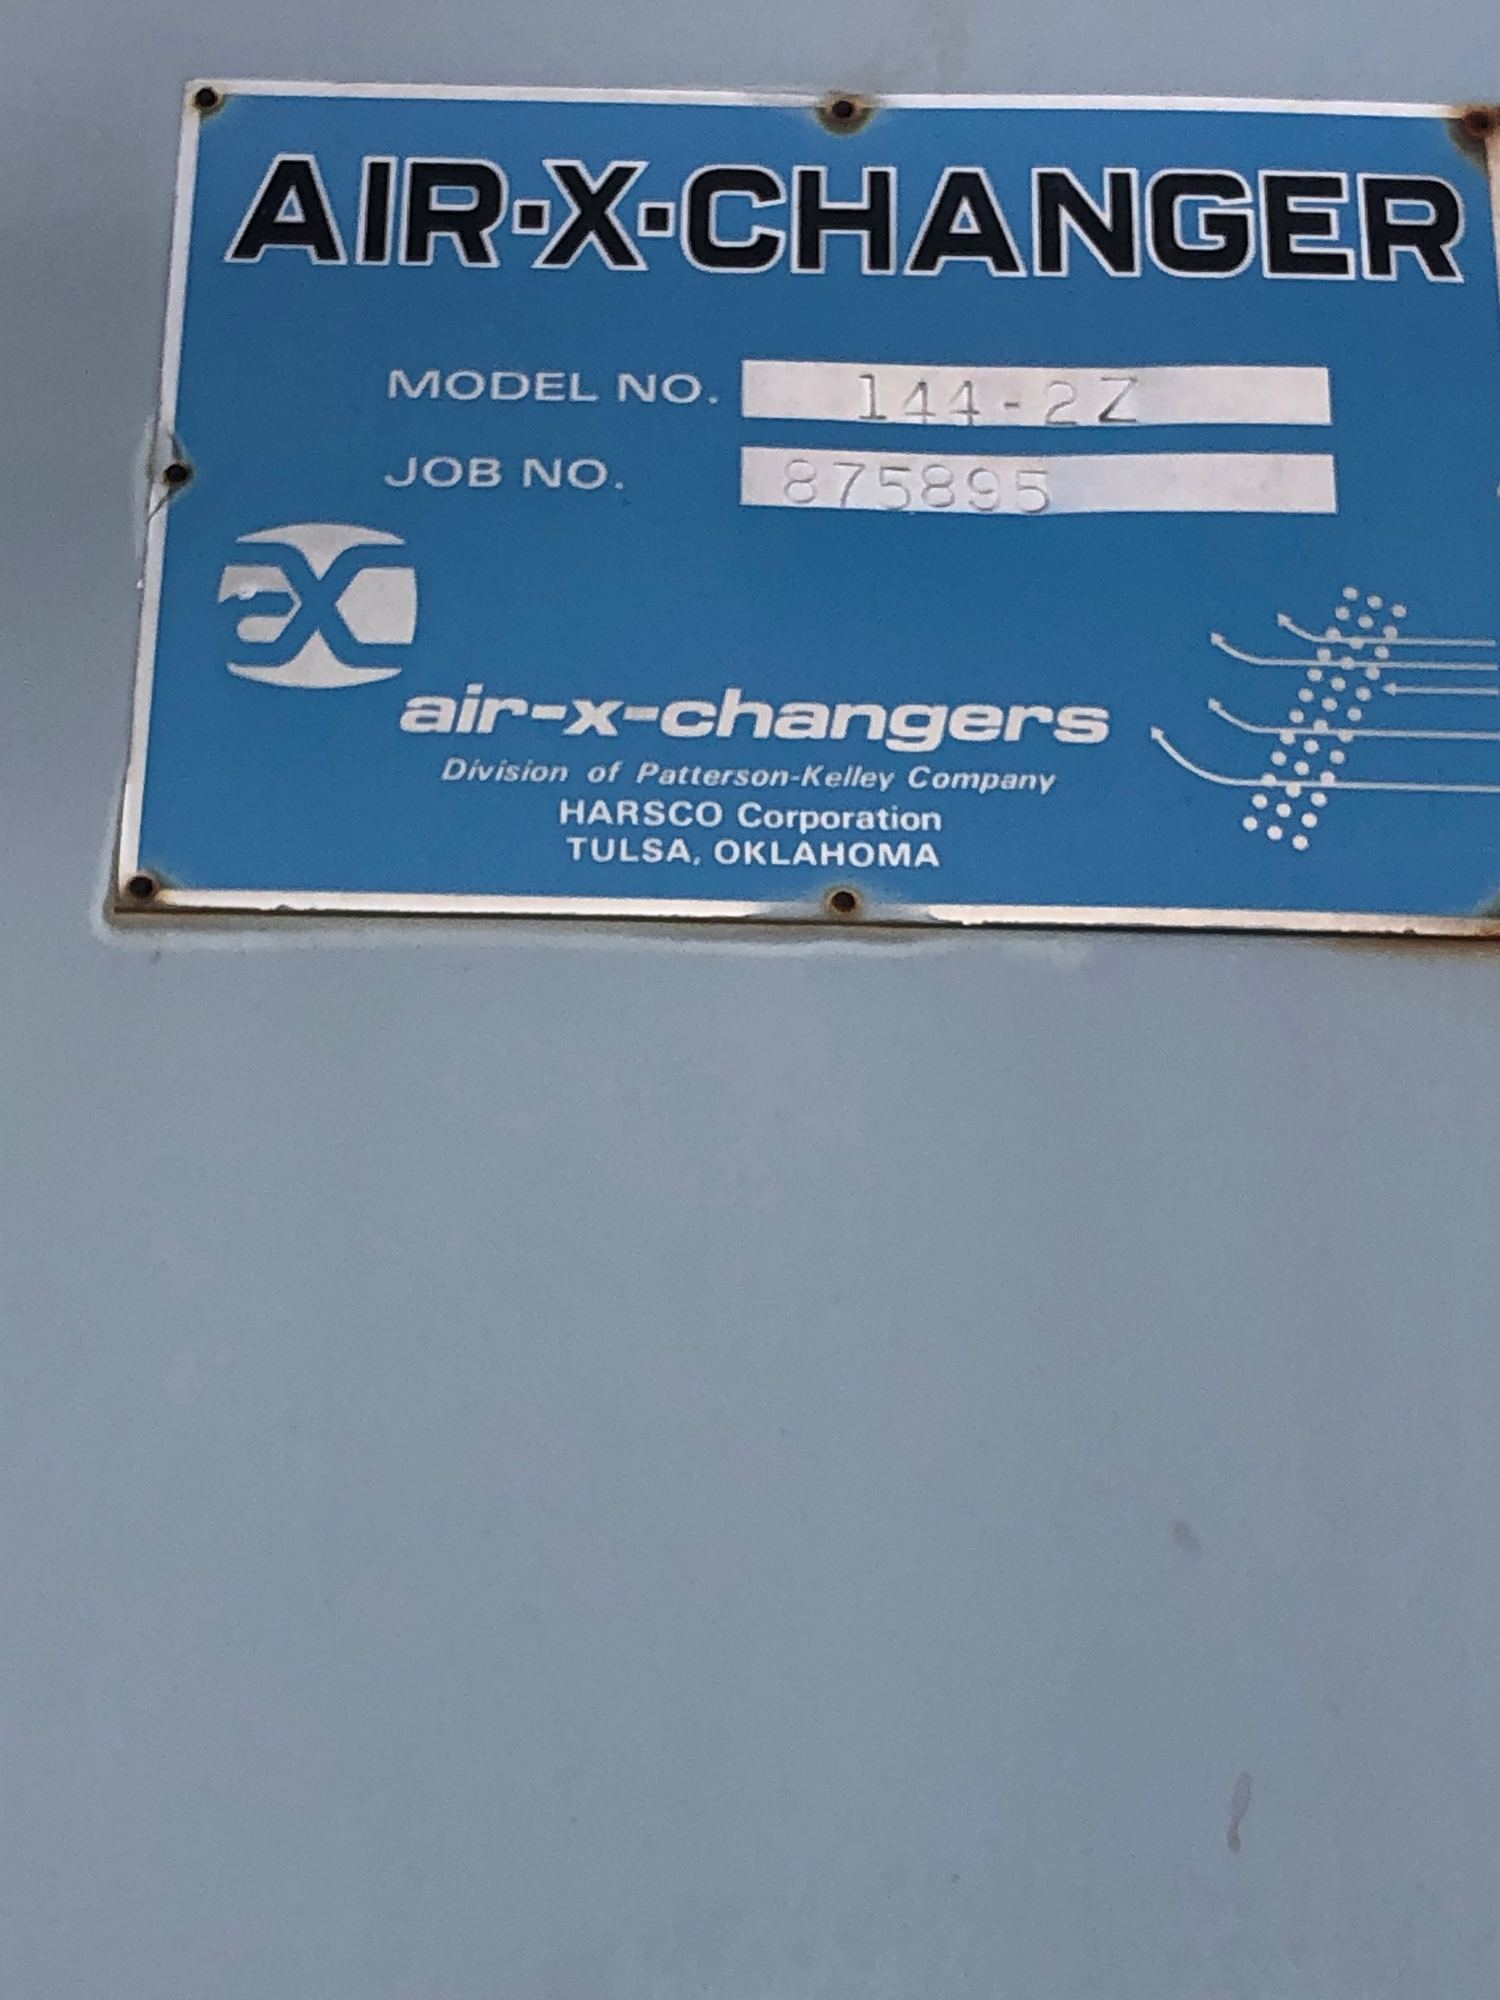 AIR·X·CHANGER
MODEL NO. 144-2Z
JOB NO. 875895
aX
air-x-changers
Division of Patterson-Kelley Company
HARSCO Corporation
TULSA, OKLAHOMA